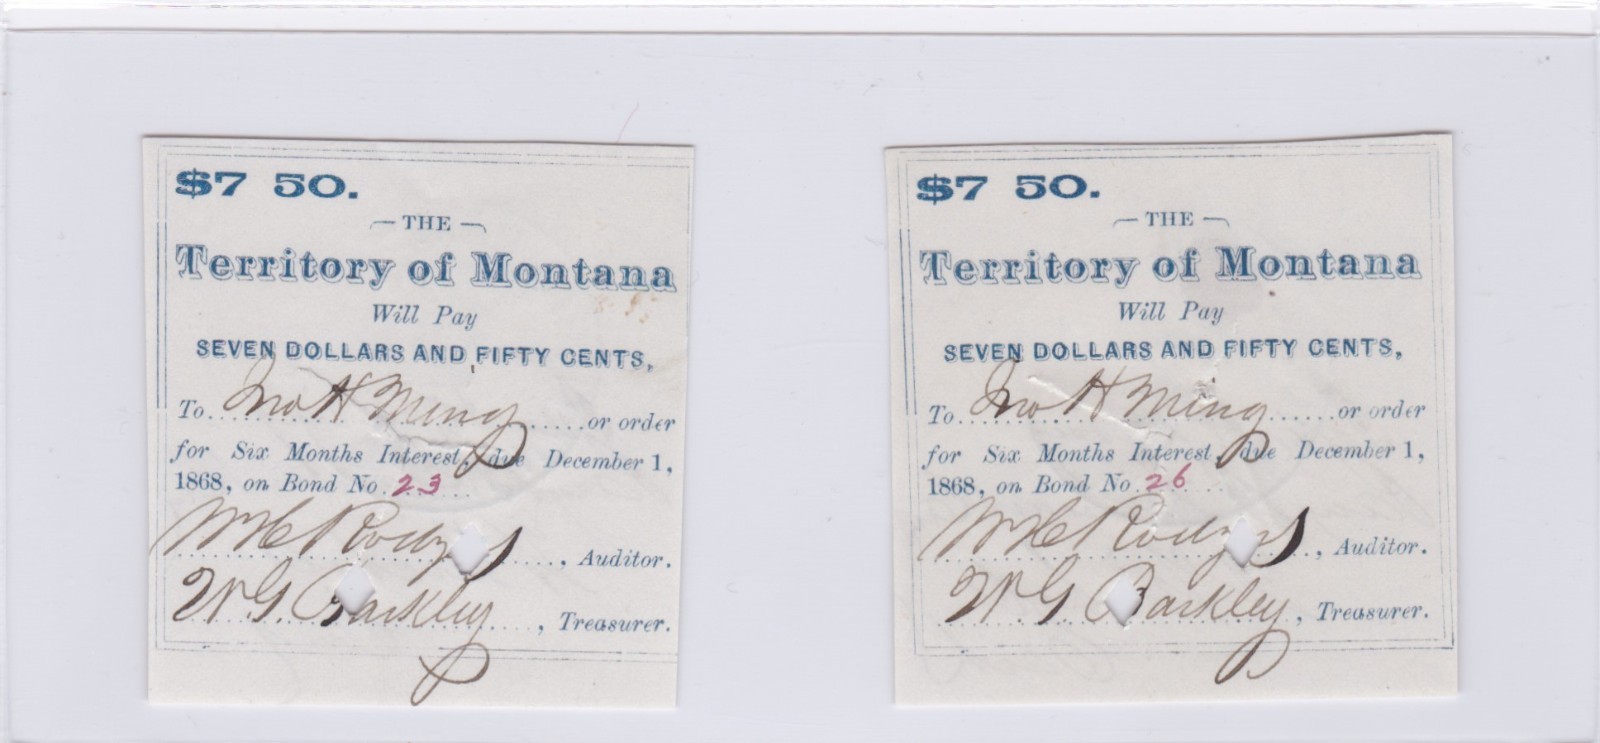 $7 50.
THE
Territory of Montana
Will Pay
SEVEN DOLLARS AND FIFTY CENTS,
To Jno H Ming or order
for Six Months Interest, due December 1,
1868, on Bond No. 23
Wm C Rodgers, Auditor.
W G Barkley, Treasurer.
$7 50.
THE
Territory of Montana
Will Pay
SEVEN DOLLARS AND FIFTY CENTS,
To Jno H Ming or order
for Six Months Interest, due December 1,
1868, on Bond No. 26
Wm C Rodgers, Auditor.
W G Barkley, Treasurer.